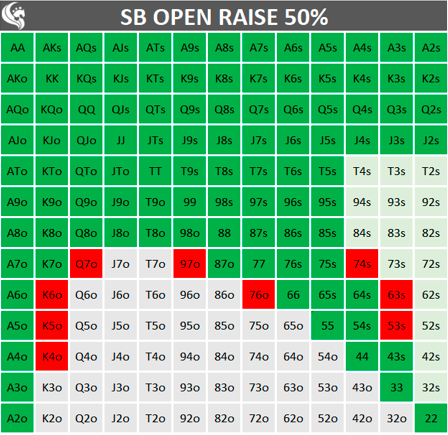 SB OPEN RAISE 50%
AA AKs AQs AJs ATs A9s A8s A7s A6s A5s A4s A3s A2s
AKo KK KQs KJs KTs K9s K8s K7s K6s K5s K4s K3s K2s
AQo KQo QQ QJs QTs Q9s Q8s Q7s Q6s Q5s Q4s Q3s Q2s
AJo KJo QJo JJ JTs J9s J8s J7s J6s J5s J4s J3s J2s
ATo KTo QTo JTo TT T9s T8s T7s T6s T5s T4s T3s T2s
A9o K9o Q9o J9o T9o 99 98s 97s 96s 95s 94s 93s 92s
A8o K8o Q8o J8o T8o 98o 88 87s 86s 85s 84s 83s 82s
A7o K7o Q7o J7o T7o 97o 87o 77 76s 75s 74s 73s 72s
A6o K6o Q6o J6o T6o 96o 86o 76o 66 65s 64s 63s 62s
A5o K5o Q5o J5o T5o 95o 85o 75o 65o 55 54s 53s 52s
A4o K4o Q4o J4o T4o 94o 84o 74o 64o 54o 44 43s 42s
A3o K3o Q3o J3o T3o 93o 83o 73o 63o 53o 43o 33 32s
A2o K2o Q2o J2o T2o 92o 82o 72o 62o 52o 42o 32o 22